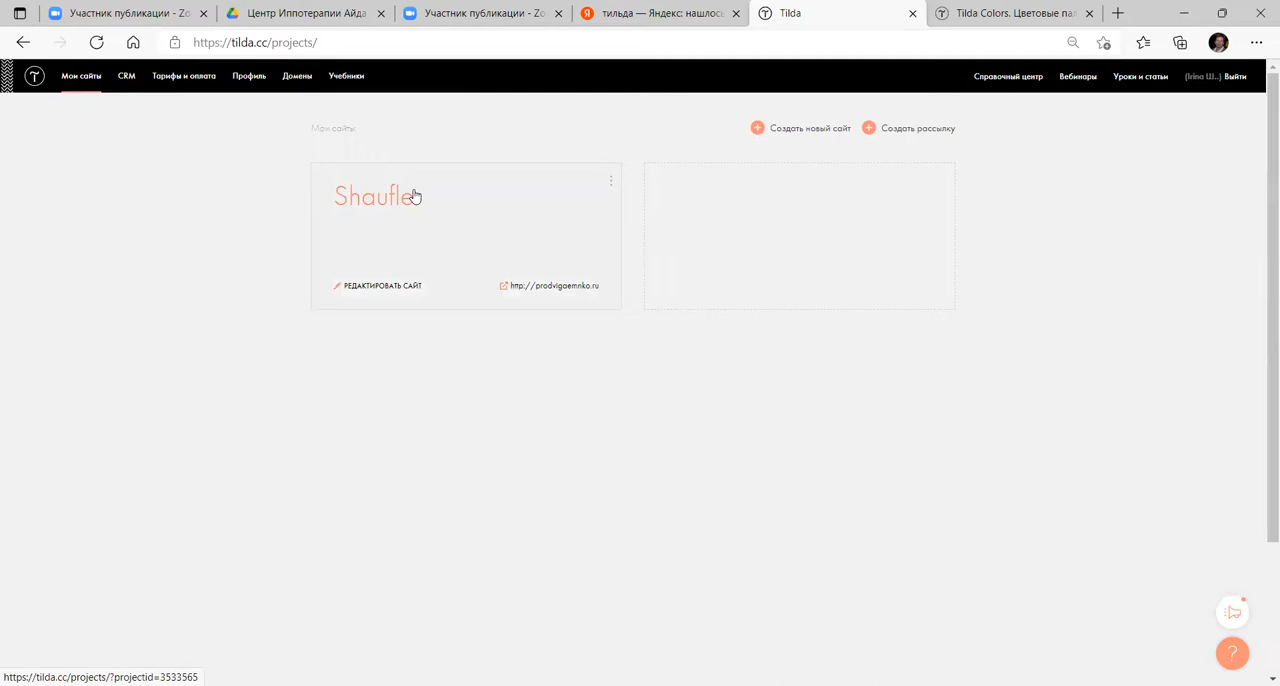 Участник публикации - Zo
Центр Иппотерапии Айда
Участник публикации - Zo
тильда — Яндекс: нашлось
Tilda
Tilda Colors. Цветовые пал
https://tilda.cc/projects/
Мои сайты
CRM
Тарифы и оплата
Профиль
Домены
Учебники
Справочный центр
Вебинары
Уроки и статьи
(Irina Ш..) Выйти
Мои сайты:
Создать новый сайт
Создать рассылку
Shaufle
РЕДАКТИРОВАТЬ САЙТ
http://prodvigaemnko.ru
?
https://tilda.cc/projects/?projectid=3533565